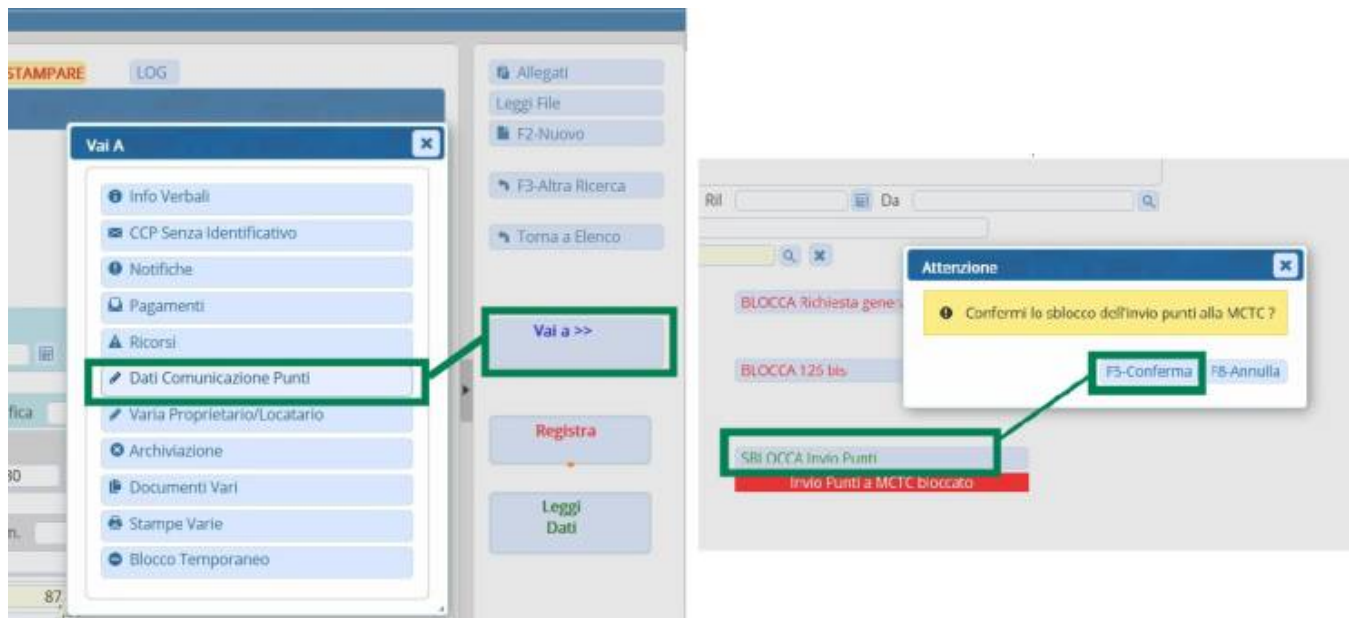 STAMPARE
LOG
Vai A
Info Verbali
CCP Senza Identificativo
Notifiche
Pagamenti
Ricorsi
Dati Comunicazione Punti
Varia Proprietario/Locatario
Archiviazione
Documenti Vari
Stampe Varie
Blocco Temporaneo
fica
30
n.
87
Allegati
Leggi File
F2-Nuovo
F3-Altra Ricerca
Torna a Elenco
Vai a >>
Registra
Leggi
Dati
Ril
Da
BLOCCA Richiesta gene
BLOCCA 125 bis
SBLOCCA Invio Punti
Invio Punti a MCTC bloccato
Attenzione
Confermi lo sblocco dell'invio punti alla MCTC ?
F5-Conferma
F8-Annulla